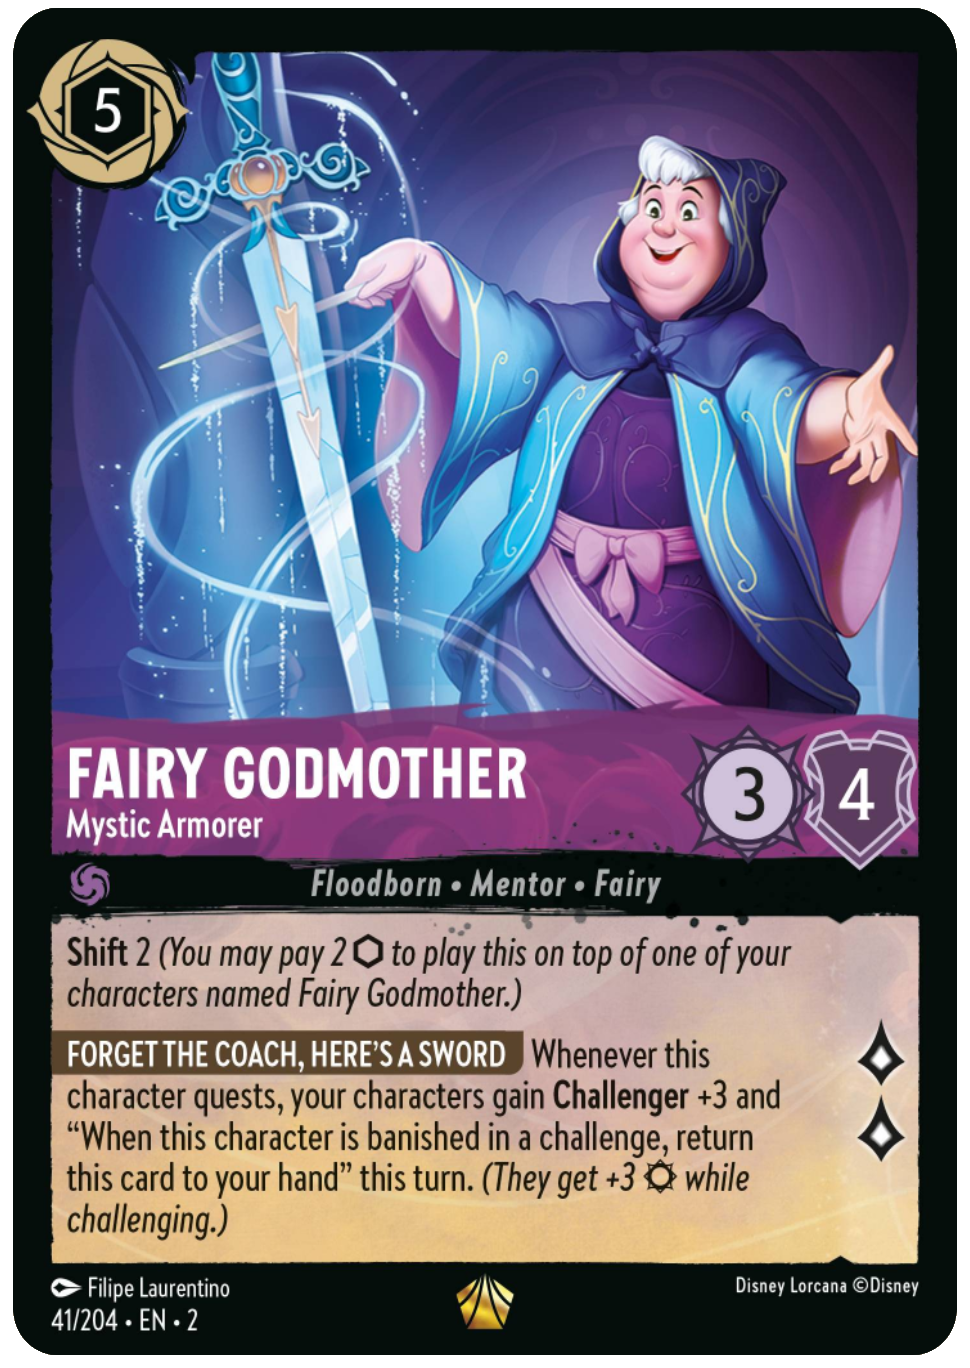 5
FAIRY GODMOTHER
Mystic Armorer
3
4
Floodborn • Mentor • Fairy
Shift 2 (You may pay 2 to play this on top of one of your
characters named Fairy Godmother.)
FORGET THE COACH, HERE'S A SWORD Whenever this
character quests, your characters gain Challenger +3 and
“When this character is banished in a challenge, return
this card to your hand” this turn. (They get +3 while
challenging.)
Filipe Laurentino
Disney Lorcana ©Disney
41/204 • EN • 2